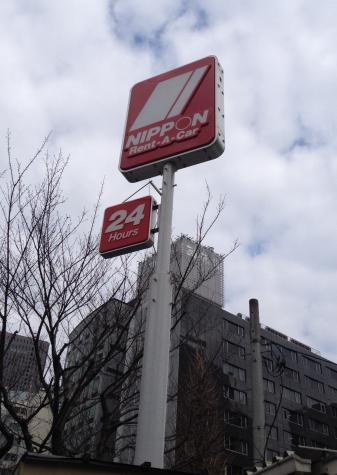 NIPPON
Rent-A-Car
24
Hours